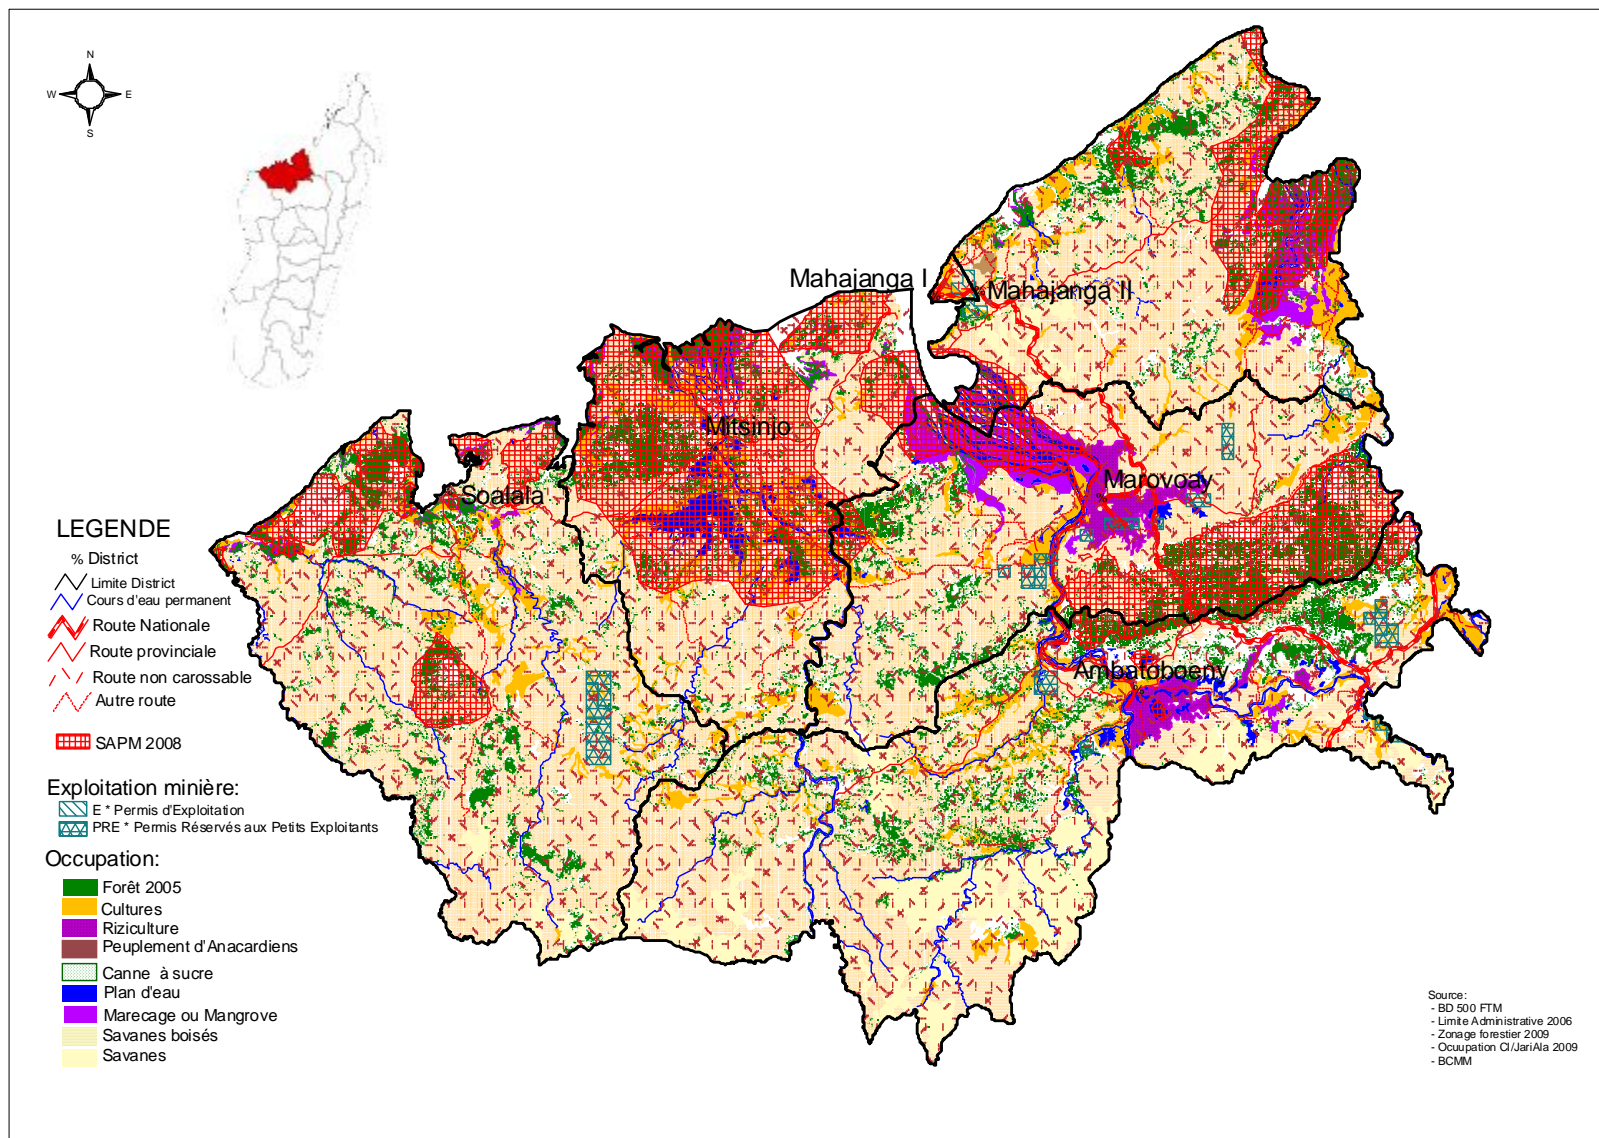 N
W
E
S
Mahajanga I
Mahajanga II
Mitsinjo
Soalala
Marovoay
Ambatoboeny
LEGENDE
% District
Limite District
Cours d'eau permanent
Route Nationale
Route provinciale
Route non carossable
Autre route
SAPM 2008
Exploitation minière:
E * Permis d'Exploitation
PRE * Permis Réservés aux Petits Exploitants
Occupation:
Forêt 2005
Cultures
Riziculture
Peuplement d'Anacardiens
Canne à sucre
Plan d'eau
Marecage ou Mangrove
Savanes boisés
Savanes
Source:
- BD 500 FTM
- Limite Administrative 2006
- Zonage forestier 2009
- Ocuupation CI/JariAla 2009
- BCMM